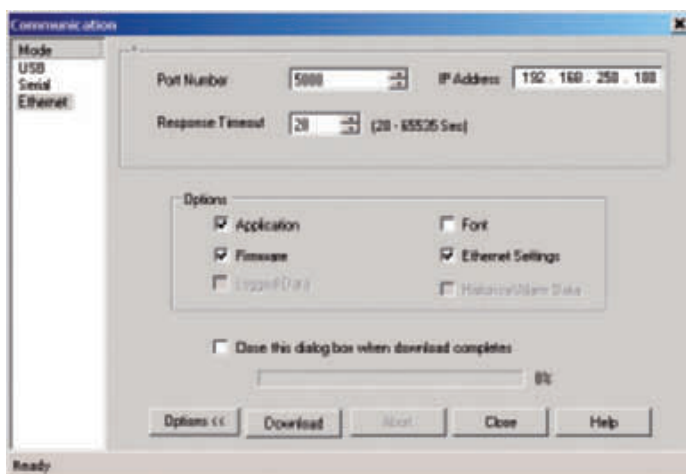 Communication
Mode
USB
Serial
Ethernet
Port Number 5000 IP Address
Response Timeout 20 (20 - 65535 Sec)
Options
Application Font
Firmware Ethernet Settings
Logged Data Historical Alarm Data
Close this dialog box when download completes
0%
Options << Download Abort Close Help
Ready